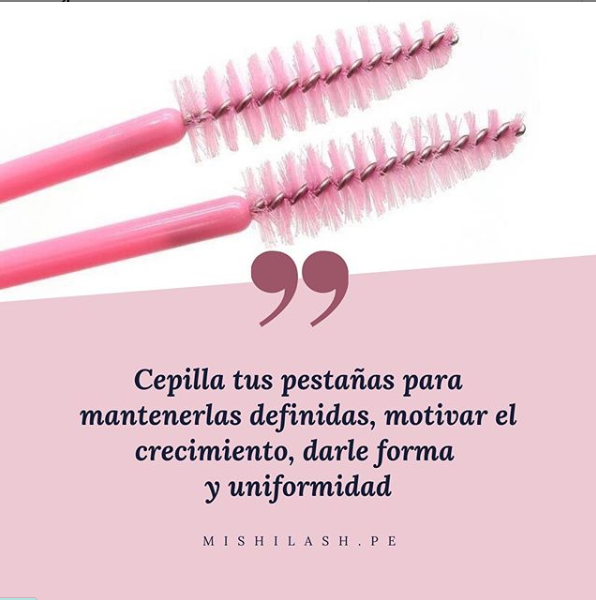 Cepilla tus pestañas para
mantenerlas definidas, motivar el
crecimiento, darle forma
y uniformidad
MISHILASH.PE